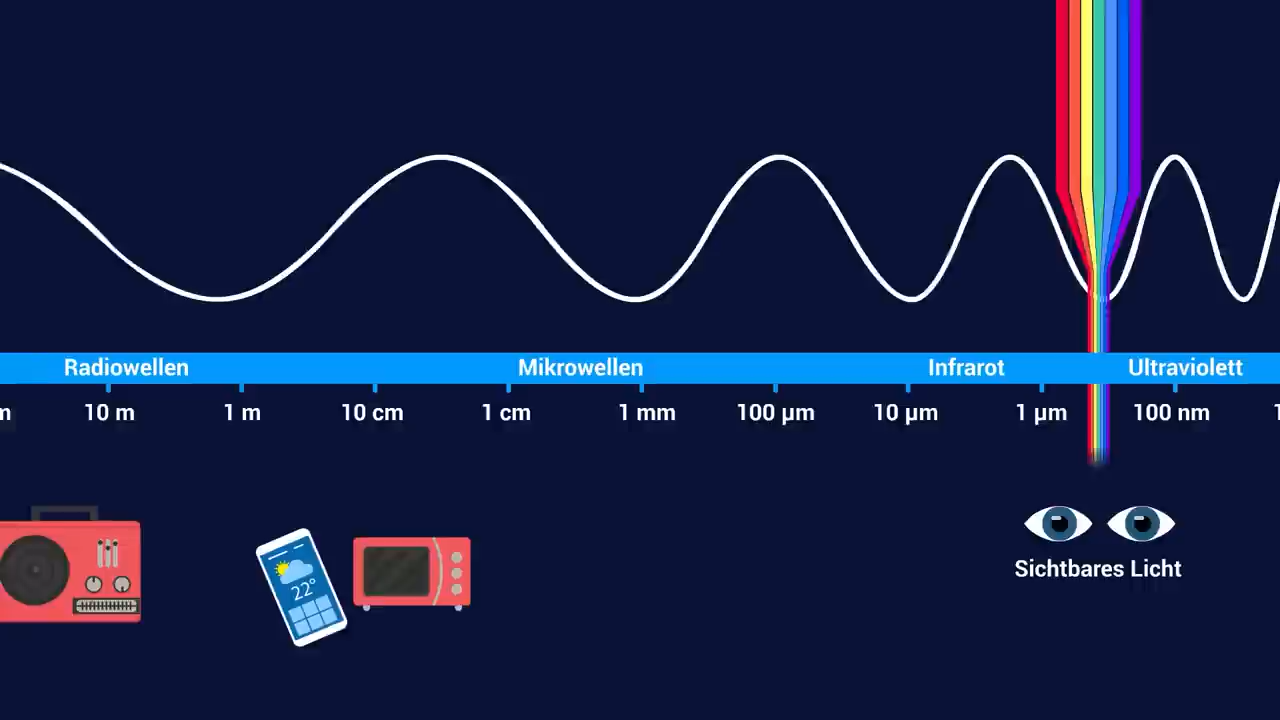 Radiowellen Mikrowellen Infrarot Ultraviolett
m 10 m 1 m 10 cm 1 cm 1 mm 100 µm 10 µm 1 µm 100 nm 1
22°
Sichtbares Licht